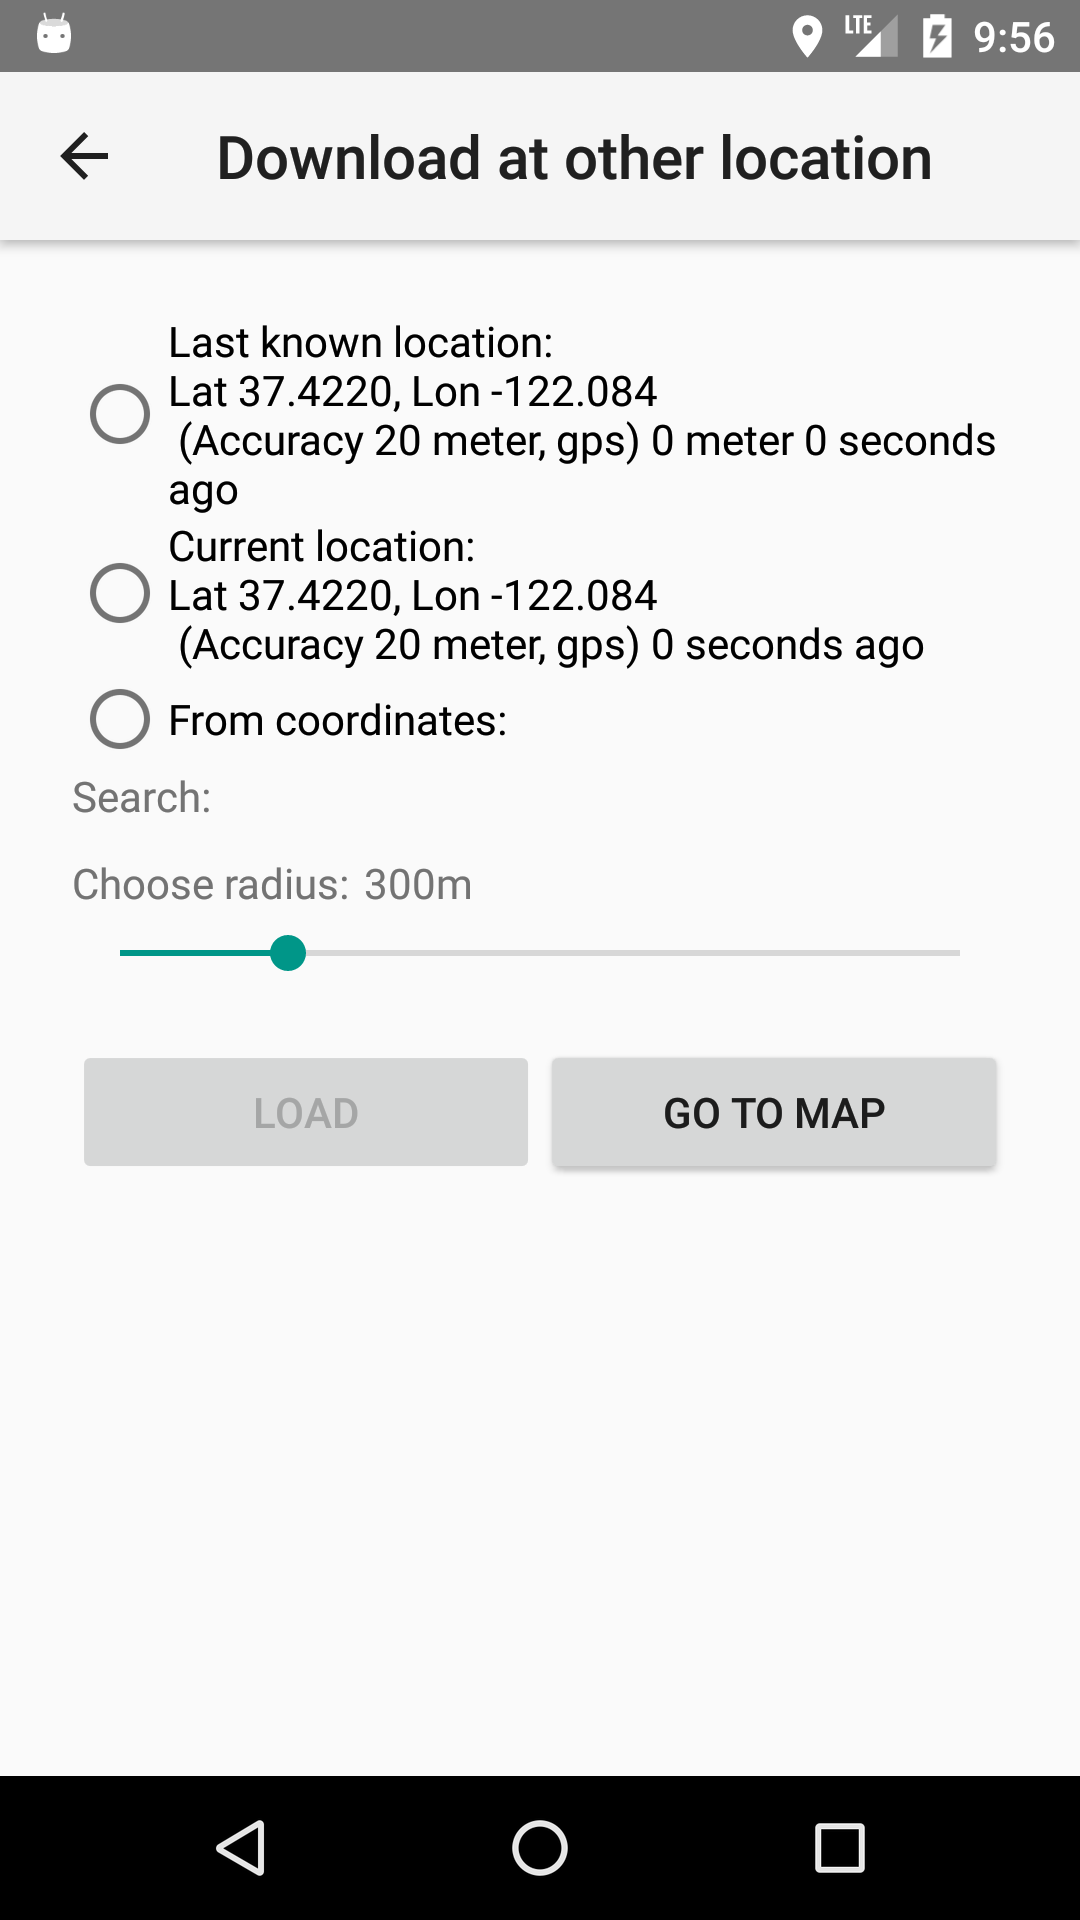 LTE 9:56
Download at other location
Last known location:
Lat 37.4220, Lon -122.084
(Accuracy 20 meter, gps) 0 meter 0 seconds
ago
Current location:
Lat 37.4220, Lon -122.084
(Accuracy 20 meter, gps) 0 seconds ago
From coordinates:
Search:
Choose radius: 300m
LOAD GO TO MAP